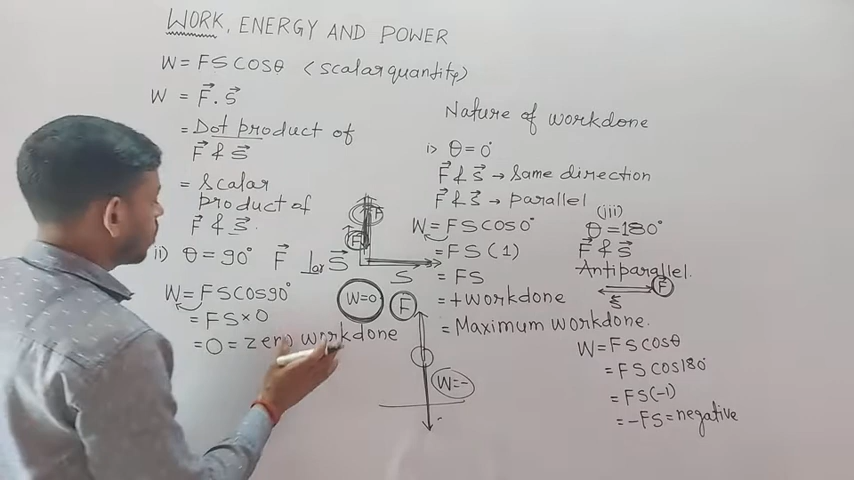 WORK, ENERGY AND POWER
W = FS COSθ (scalar quantity)
W = F⃗. S⃗
= Dot product of
F⃗ & S⃗
= Scalar
product of
F⃗ & S⃗.
ii) θ = 90° F⃗ ⊥ar S⃗
W = FS COS90°
= FS × 0
= 0 = zero workdone
F
F
S
W=0
F
W=-
Nature of workdone
i) θ = 0°
F⃗ & S⃗ → Same direction
F⃗ & S⃗ → parallel
W = FS COS0°
= FS (1)
= FS
= + workdone
= Maximum workdone.
(iii)
θ = 180°
F⃗ & S⃗
Antiparallel.
F⃗
S⃗
W = FS COSθ
= FS COS180°
= FS(-1)
= -FS = negative